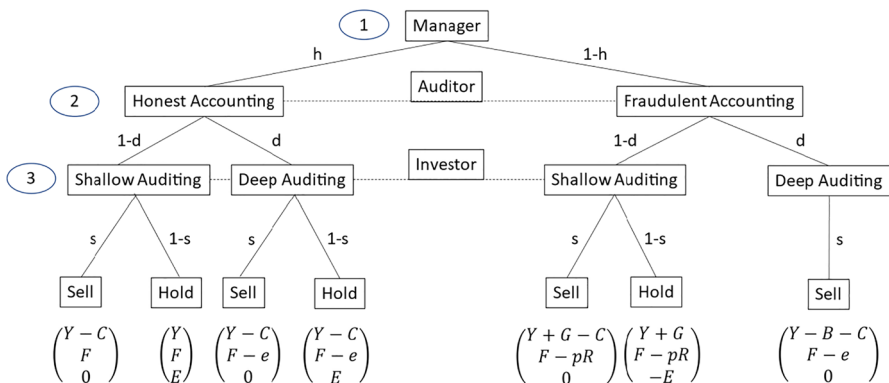 1 Manager
h 1-h
Auditor
2 Honest Accounting Fraudulent Accounting
1-d d 1-d d
Investor
3 Shallow Auditing Deep Auditing Shallow Auditing Deep Auditing
s 1-s s 1-s s 1-s s
Sell Hold Sell Hold Sell Hold Sell
Y − C Y Y − C Y − C Y + G − C Y + G Y − B − C
F F F − e F − e F − pR F − pR F − e
0 E 0 E 0 −E 0